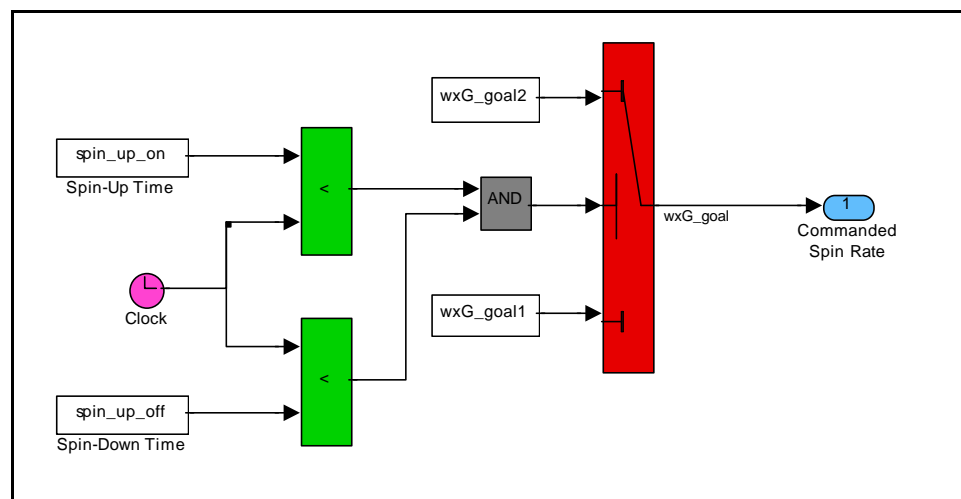 wxG_goal2
spin_up_on
Spin-Up Time
<
AND
1
wxG_goal
Commanded
Spin Rate
Clock
wxG_goal1
<
spin_up_off
Spin-Down Time